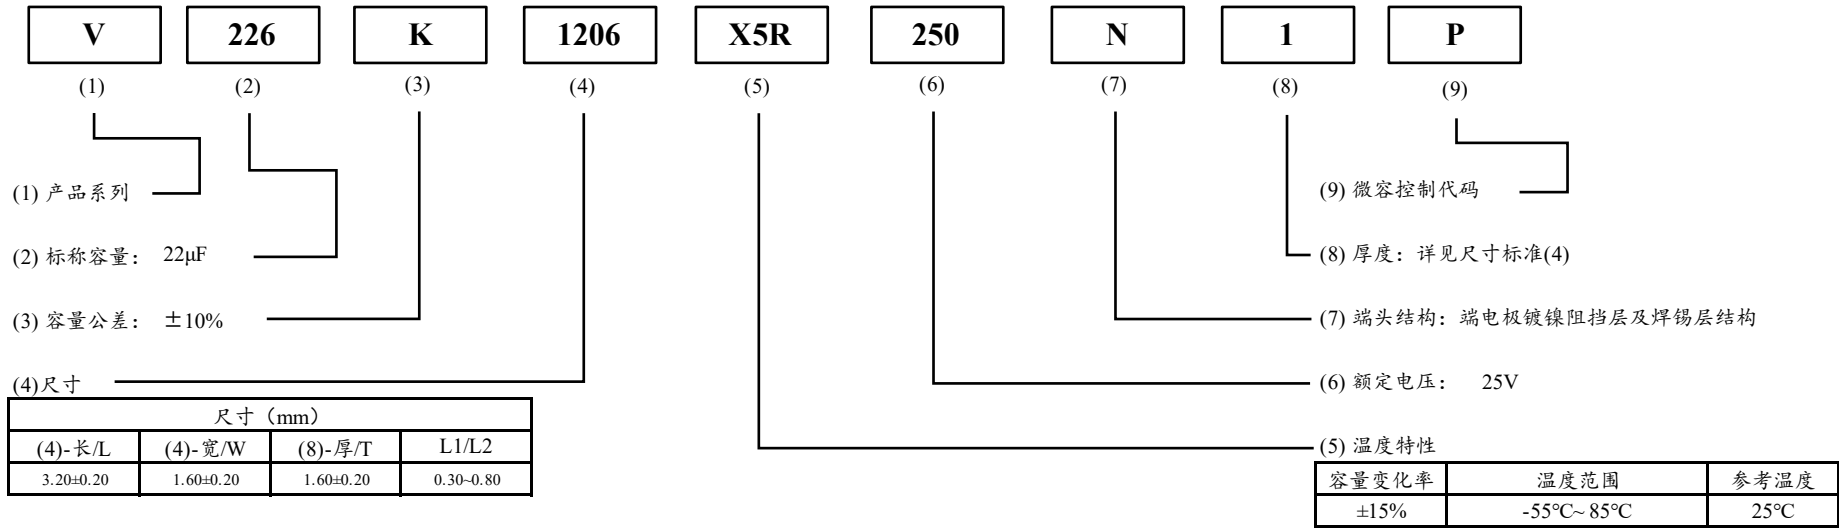 V 226 K 1206 X5R 250 N 1 P
(1) (2) (3) (4) (5) (6) (7) (8) (9)
(1) 产品系列
(9) 微容控制代码
(2) 标称容量： 22μF
(8) 厚度：详见尺寸标准(4)
(3) 容量公差： ±10%
(7) 端头结构：端电极镀镍阻挡层及焊锡层结构
(4)尺寸
(6) 额定电压： 25V
尺寸（mm）
(4)-长/L (4)-宽/W (8)-厚/T L1/L2
3.20±0.20 1.60±0.20 1.60±0.20 0.30~0.80
(5) 温度特性
容量变化率 温度范围 参考温度
±15% -55℃~ 85℃ 25℃